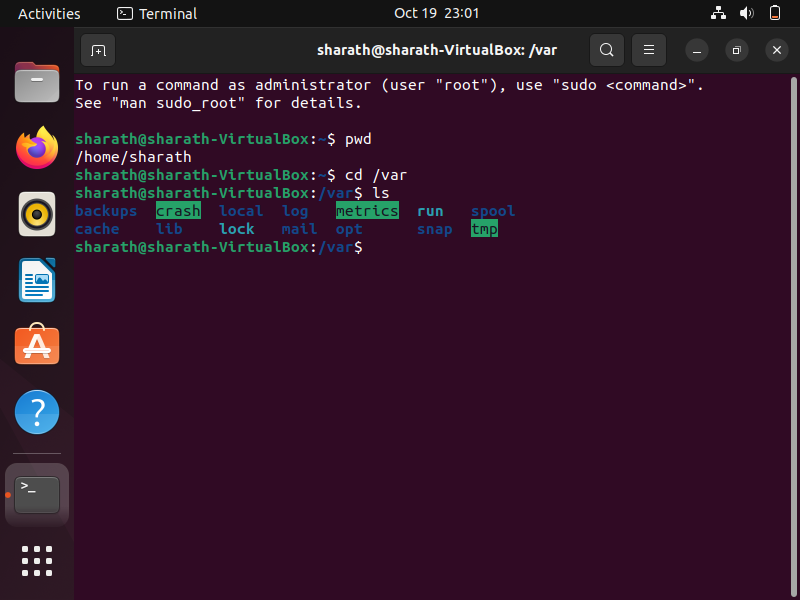 Activities Terminal Oct 19 23:01
sharath@sharath-VirtualBox: /var
To run a command as administrator (user "root"), use "sudo <command>".
See "man sudo_root" for details.
sharath@sharath-VirtualBox:~$ pwd
/home/sharath
sharath@sharath-VirtualBox:~$ cd /var
sharath@sharath-VirtualBox:/var$ ls
backups crash local log metrics run spool
cache lib lock mail opt snap tmp
sharath@sharath-VirtualBox:/var$